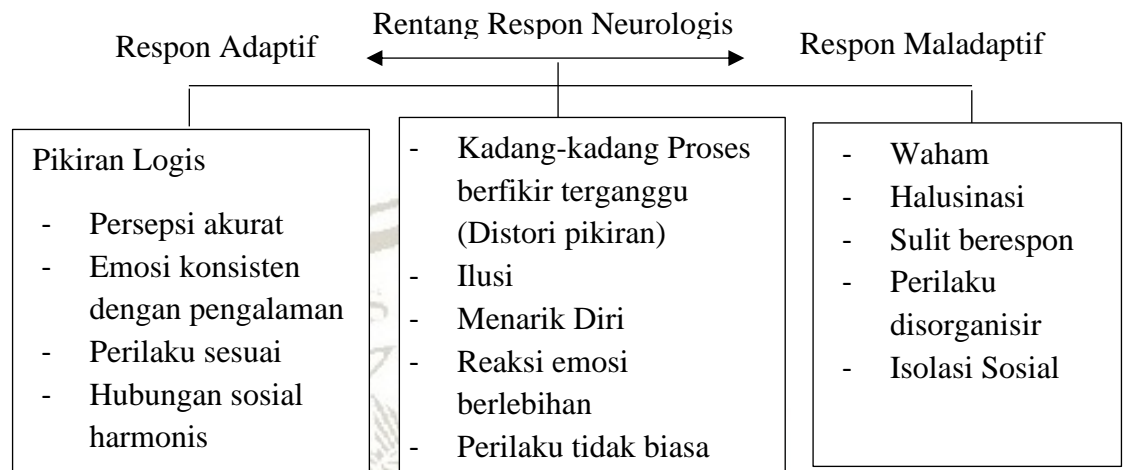 Rentang Respon Neurologis
Respon Adaptif
Respon Maladaptif
Pikiran Logis
- Persepsi akurat
- Emosi konsisten
dengan pengalaman
- Perilaku sesuai
- Hubungan sosial
harmonis
- Kadang-kadang Proses
berfikir terganggu
(Distori pikiran)
- Ilusi
- Menarik Diri
- Reaksi emosi
berlebihan
- Perilaku tidak biasa
- Waham
- Halusinasi
- Sulit berespon
- Perilaku
disorganisir
- Isolasi Sosial